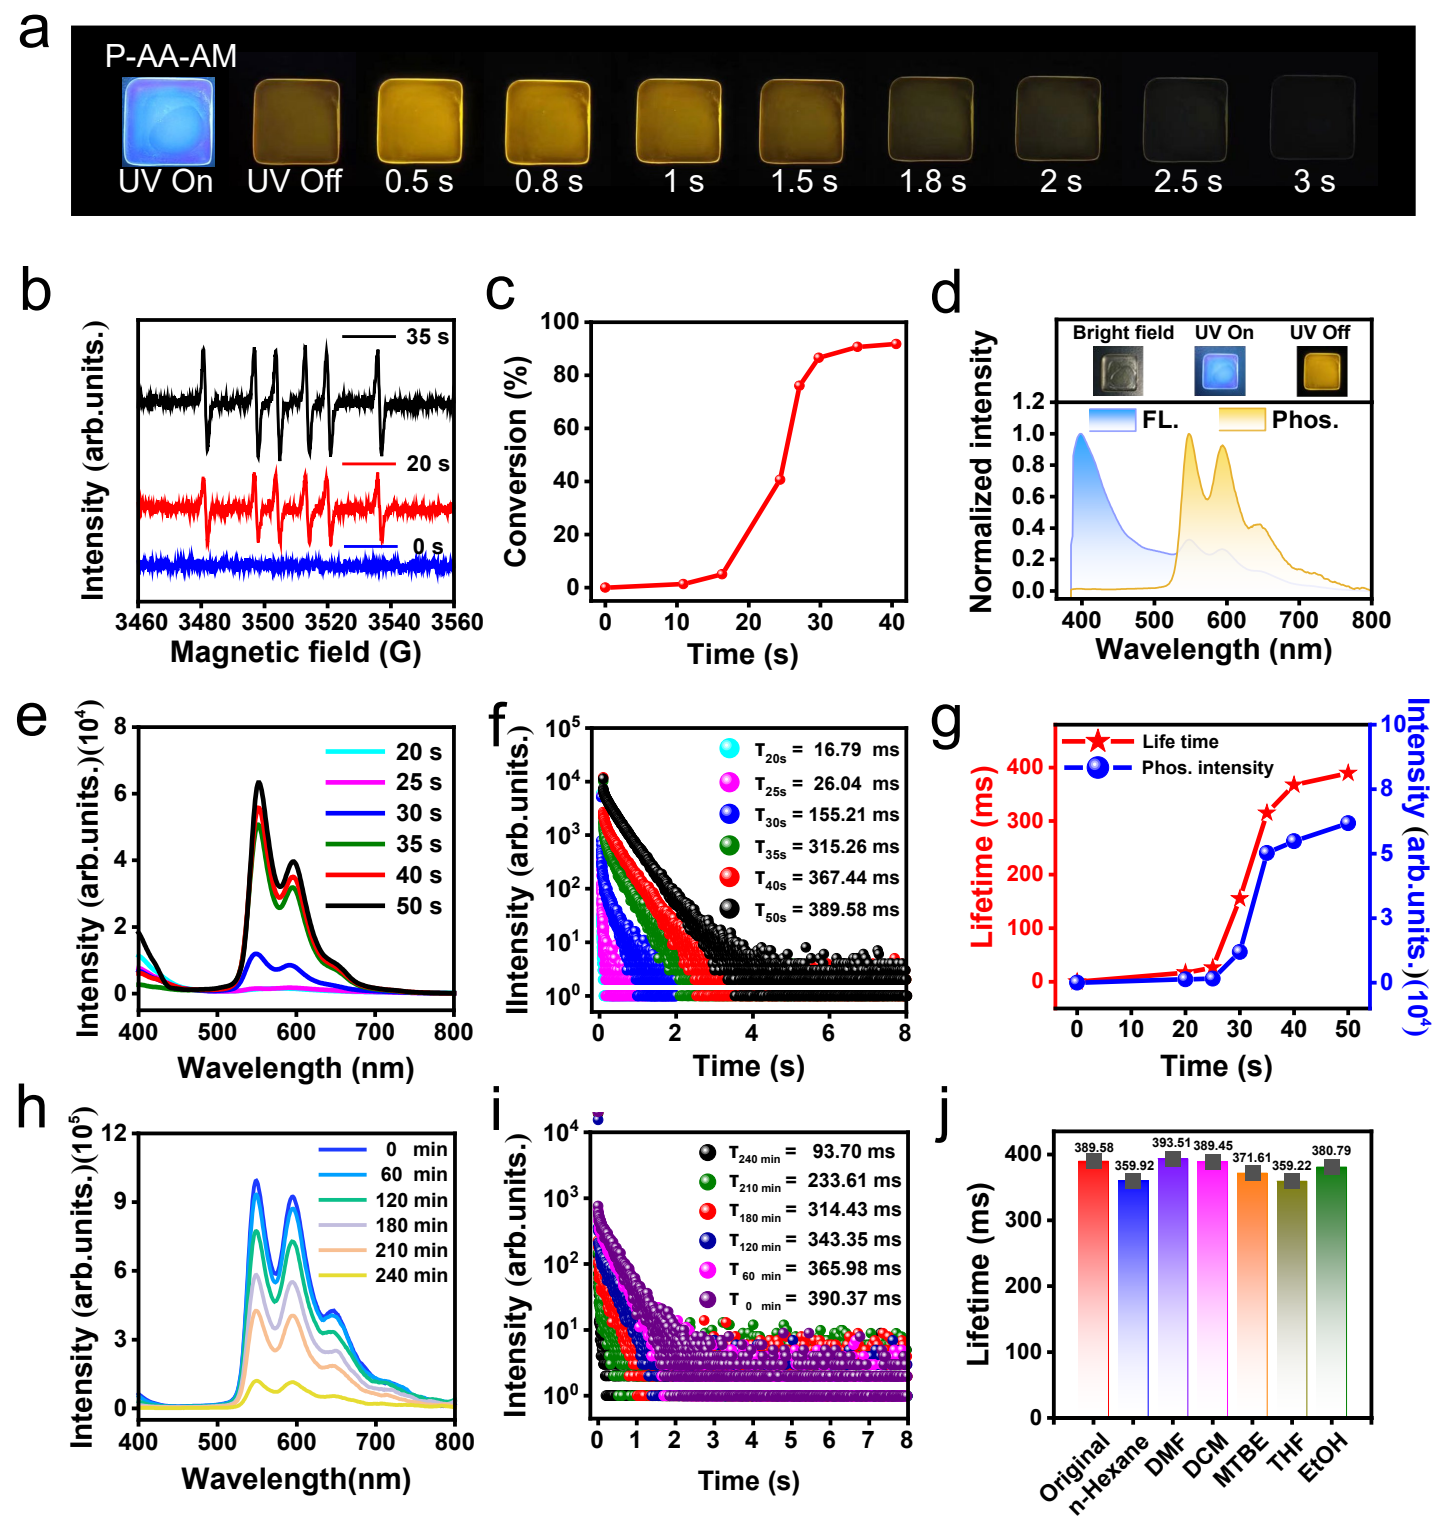 a
P-AA-AM
UV On UV Off 0.5 s 0.8 s 1 s 1.5 s 1.8 s 2 s 2.5 s 3 s
b
Intensity (arb.units.)
35 s
20 s
0 s
3460 3480 3500 3520 3540 3560
Magnetic field (G)
c
Conversion (%)
100
80
60
40
20
0
0 10 20 30 40
Time (s)
d
Normalized intensity
Bright field UV On UV Off
1.2
1.0
0.8
0.6
0.4
0.2
0.0
FL. Phos.
400 500 600 700 800
Wavelength (nm)
e
Intensity (arb.units.)(10⁴)
8
6
4
2
0
20 s
25 s
30 s
35 s
40 s
50 s
400 500 600 700 800
Wavelength (nm)
f
IIntensity (arb.units.)
10⁵
10⁴
10³
10²
10¹
10⁰
τ20s = 16.79 ms
τ25s = 26.04 ms
τ30s = 155.21 ms
τ35s = 315.26 ms
τ40s = 367.44 ms
τ50s = 389.58 ms
0 2 4 6 8
Time (s)
g
Lifetime (ms)
400
300
200
100
0
Life time
Phos. intensity
10
8
5
3
0
Intensity (arb.units.)(10⁴)
0 10 20 30 40 50
Time (s)
h
Intensity (arb.units.)(10⁵)
12
9
6
3
0
0 min
60 min
120 min
180 min
210 min
240 min
400 500 600 700 800
Wavelength(nm)
i
Intensity (arb.units.)
10⁴
10³
10²
10¹
10⁰
τ240 min = 93.70 ms
τ210 min = 233.61 ms
τ180 min = 314.43 ms
τ120 min = 343.35 ms
τ60 min = 365.98 ms
τ0 min = 390.37 ms
0 1 2 3 4 5 6 7 8
Time (s)
j
Lifetime (ms)
400
300
200
100
0
389.58 359.92 393.51 389.45 371.61 359.22 380.79
Original n-Hexane DMF DCM MTBE THF EtOH